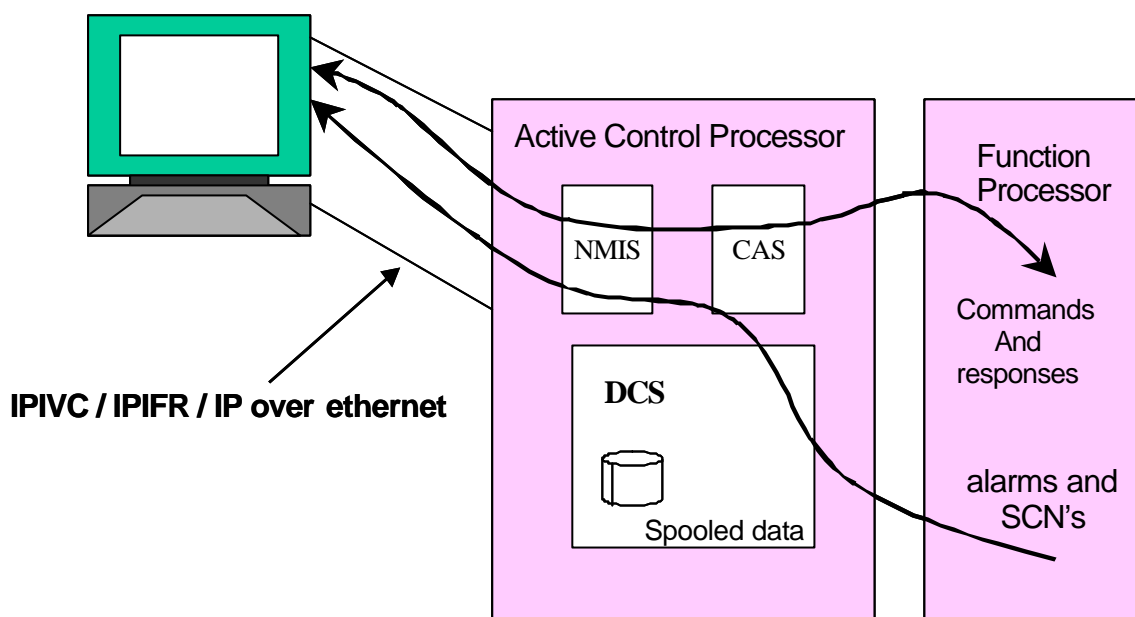 Active Control Processor
NMIS
CAS
DCS
Spooled data
Function
Processor
Commands
And
responses
alarms and
SCN's
IPIVC / IPIFR / IP over ethernet